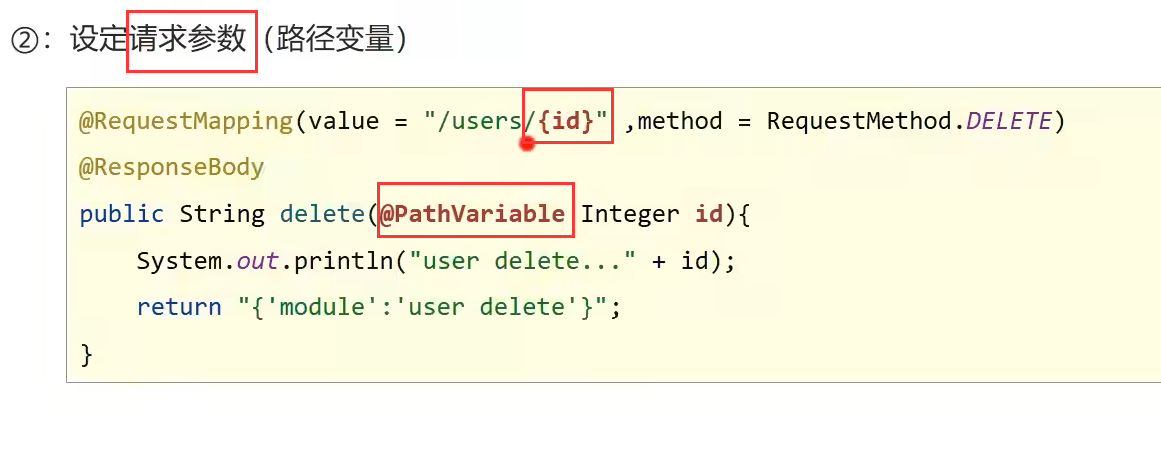 ②：设定请求参数（路径变量）
@RequestMapping(value = "/users/{id}" ,method = RequestMethod.DELETE)
@ResponseBody
public String delete(@PathVariable Integer id){
    System.out.println("user delete..." + id);
    return "{'module':'user delete'}";
}